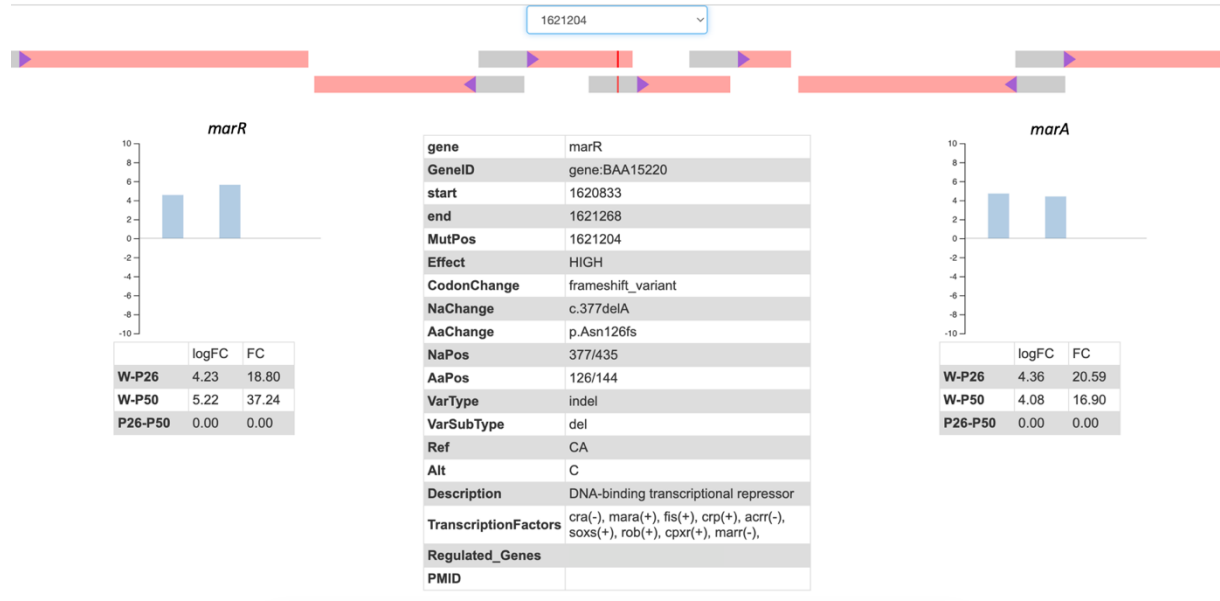 1621204
marR
10
8
6
4
2
0
-2
-4
-6
-8
-10
logFC FC
W-P26 4.23 18.80
W-P50 5.22 37.24
P26-P50 0.00 0.00
gene marR
GeneID gene:BAA15220
start 1620833
end 1621268
MutPos 1621204
Effect HIGH
CodonChange frameshift_variant
NaChange c.377delA
AaChange p.Asn126fs
NaPos 377/435
AaPos 126/144
VarType indel
VarSubType del
Ref CA
Alt C
Description DNA-binding transcriptional repressor
TranscriptionFactors cra(-), mara(+), fis(+), crp(+), acrr(-),
soxs(+), rob(+), cpxr(+), marr(-),
Regulated_Genes
PMID
marA
10
8
6
4
2
0
-2
-4
-6
-8
-10
logFC FC
W-P26 4.36 20.59
W-P50 4.08 16.90
P26-P50 0.00 0.00